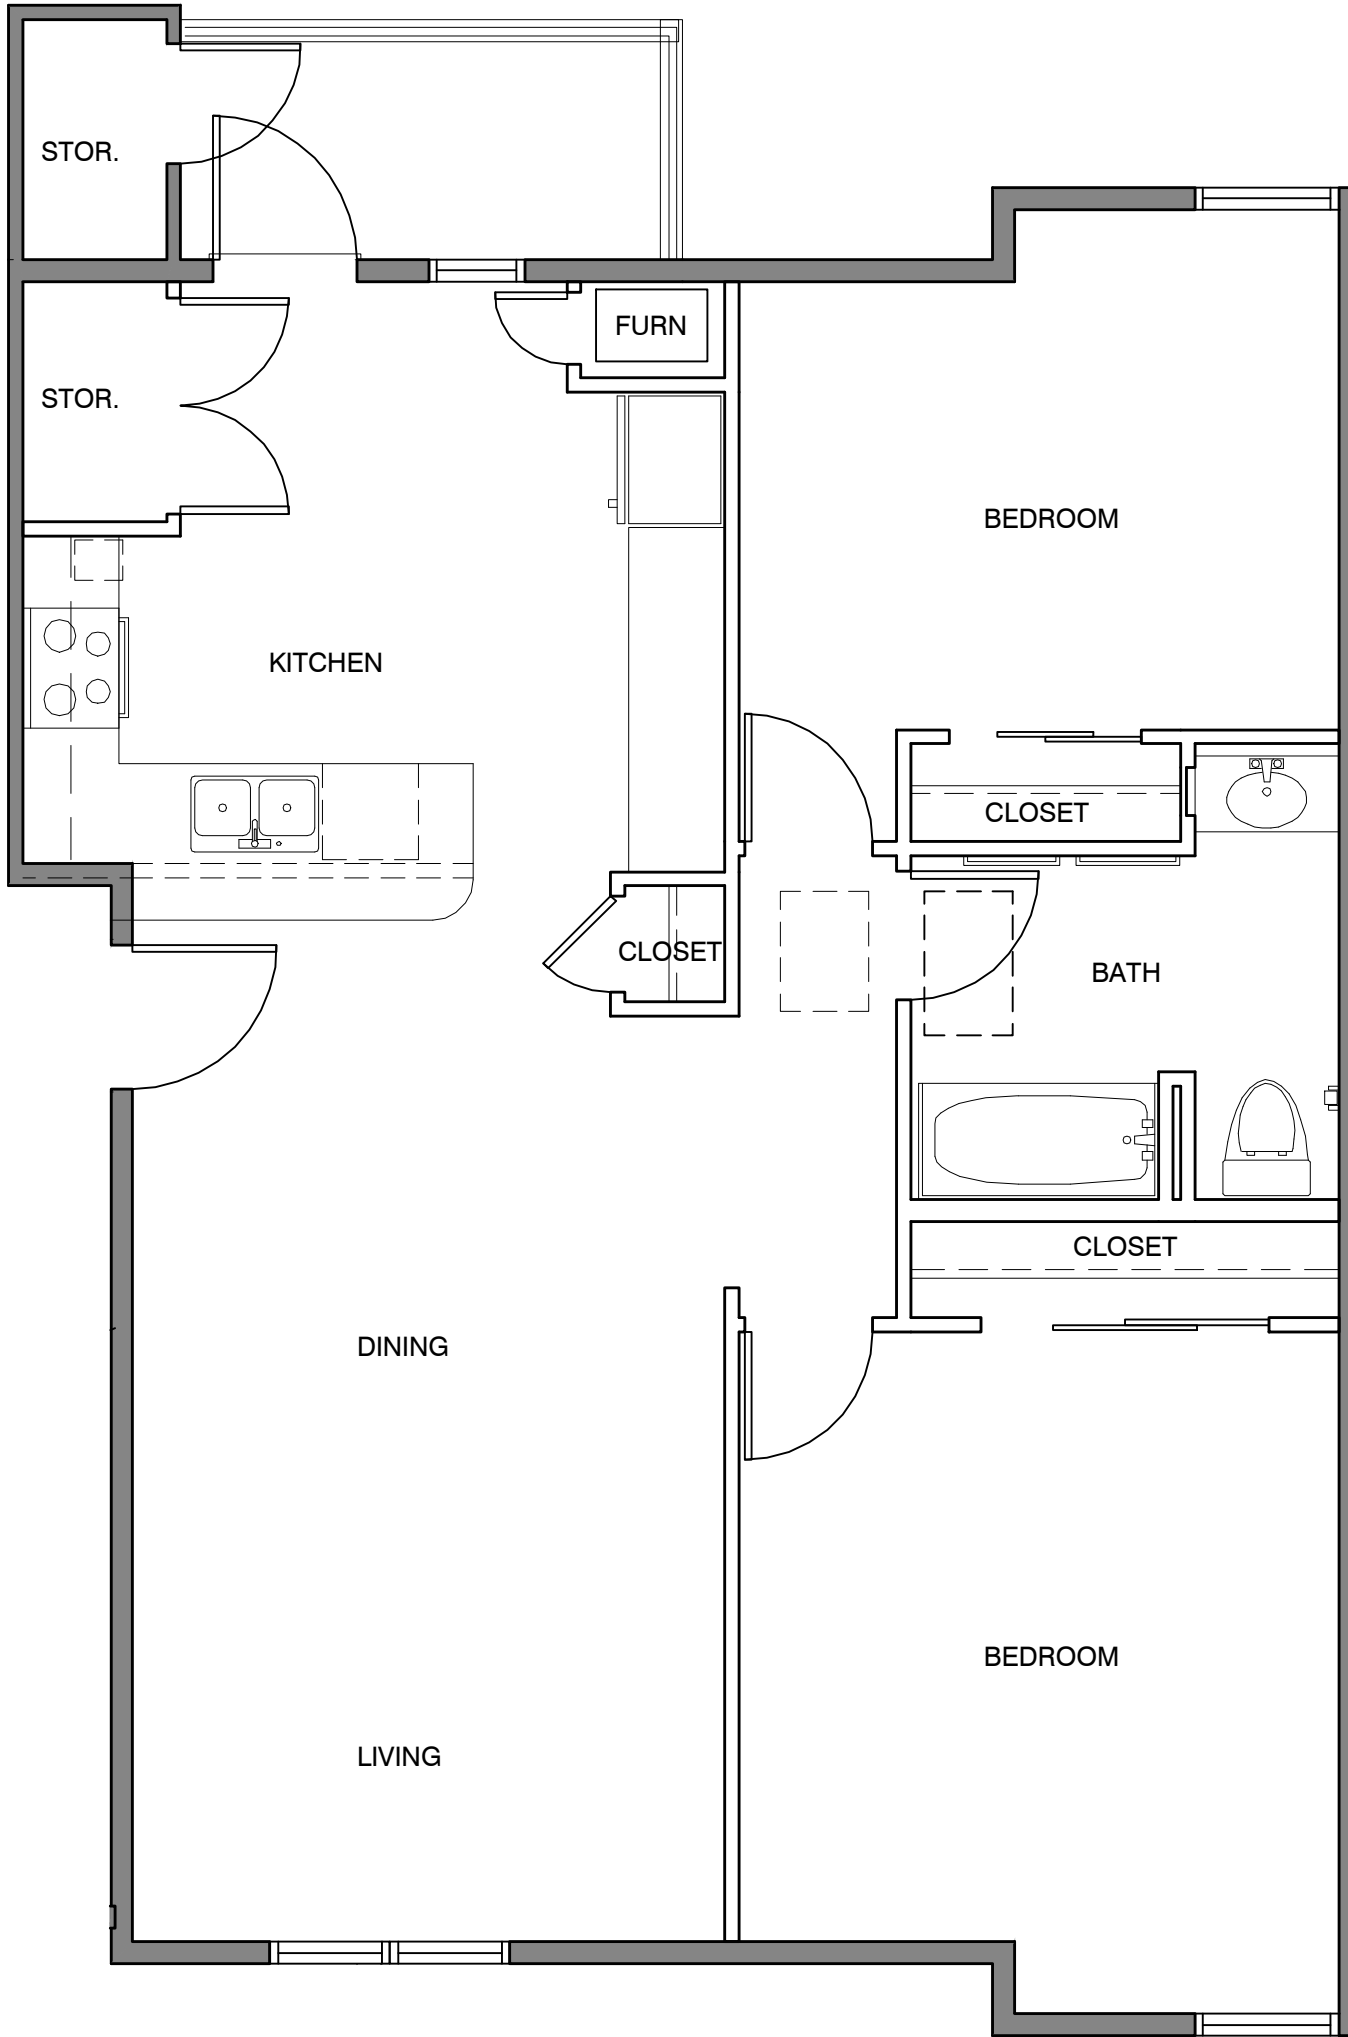 STOR.
FURN
STOR.
BEDROOM
KITCHEN
CLOSET
CLOSET
BATH
CLOSET
DINING
BEDROOM
LIVING